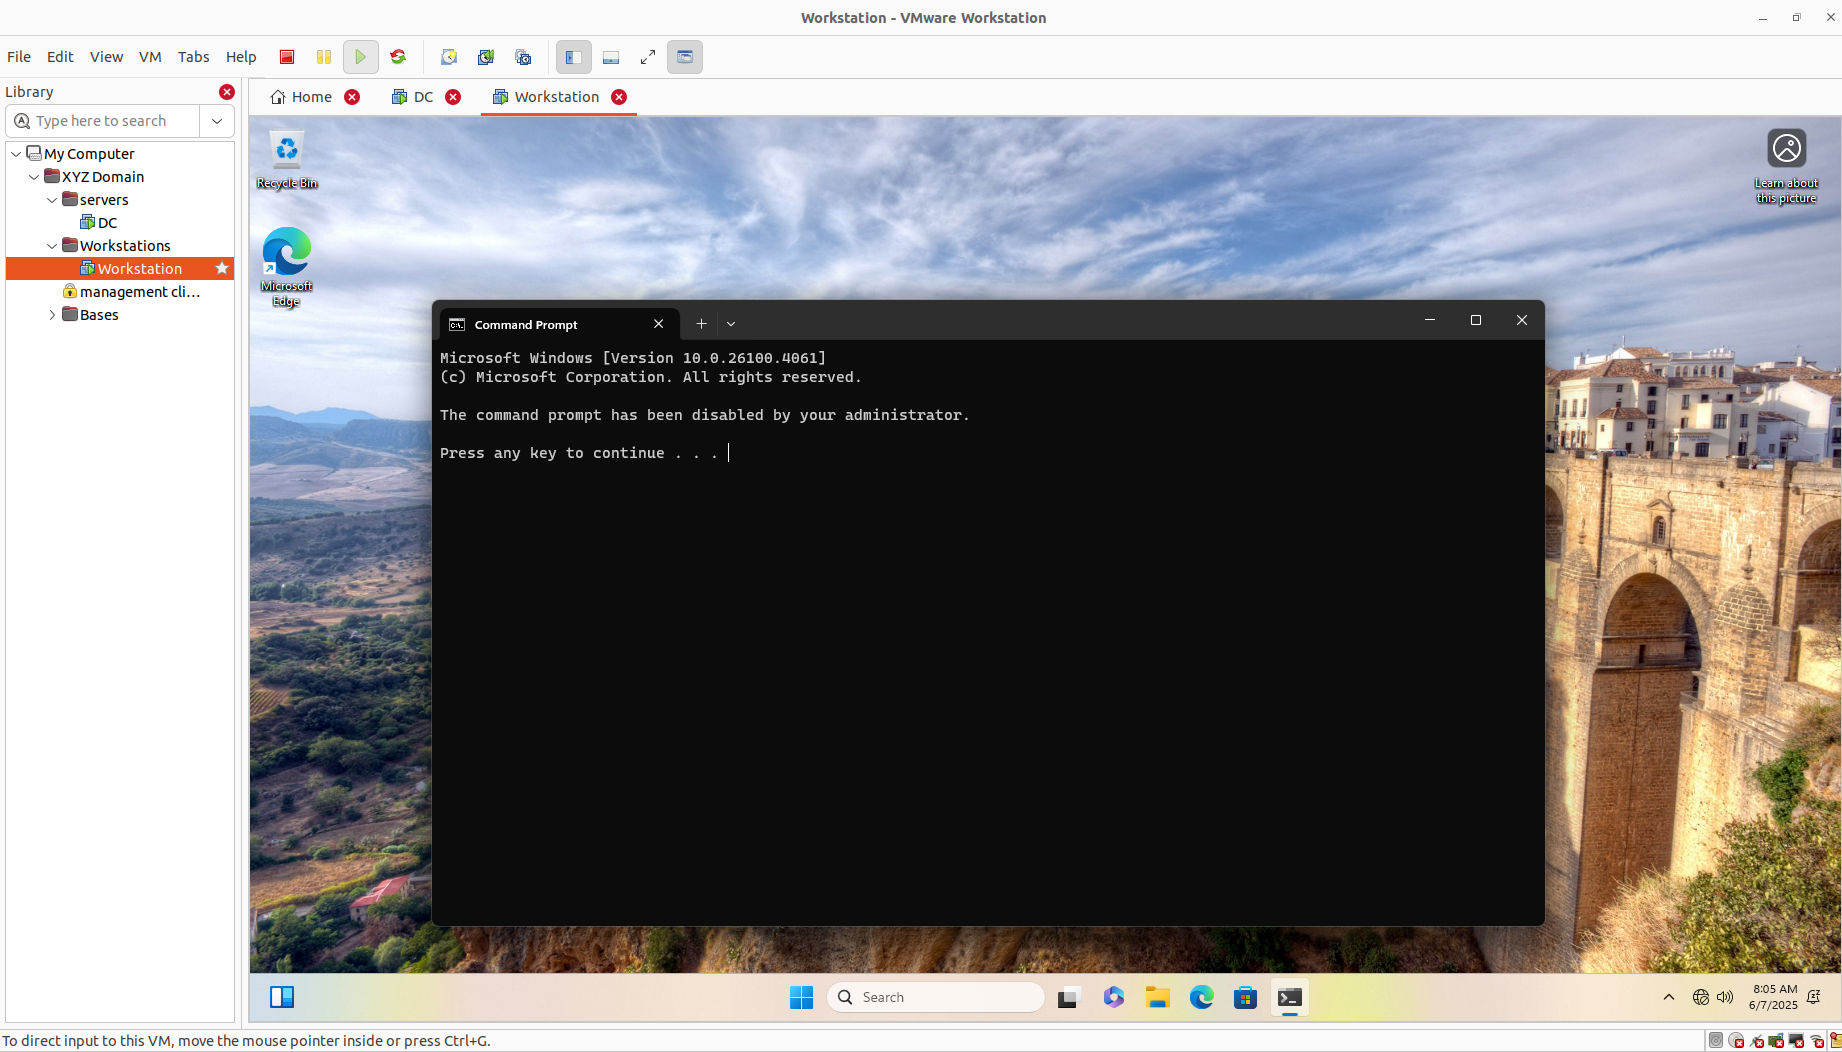 Workstation - VMware Workstation
File Edit View VM Tabs Help
Library
Type here to search
My Computer
XYZ Domain
servers
DC
Workstations
Workstation
management cli...
Bases
Home
DC
Workstation
Recycle Bin
Microsoft
Edge
Learn about
this picture
Command Prompt
Microsoft Windows [Version 10.0.26100.4061]
(c) Microsoft Corporation. All rights reserved.
The command prompt has been disabled by your administrator.
Press any key to continue . . .
Search
8:05 AM
6/7/2025
To direct input to this VM, move the mouse pointer inside or press Ctrl+G.